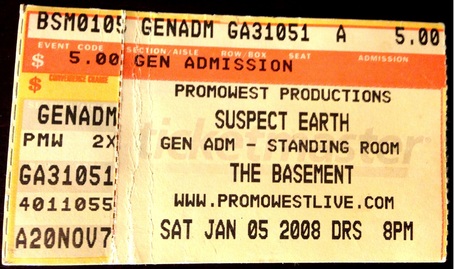 BSM0105 GENADM GA31051 A 5.00
EVENT CODE SECTION/AISLE ROW/BOX SEAT ADMISSION
$ 5.00 GEN ADMISSION
CONVENIENCE CHARGE
$
PROMOWEST PRODUCTIONS
GENADM SUSPECT EARTH
PMW 2X GEN ADM - STANDING ROOM
ticketmaster
GA31051 THE BASEMENT
4011055 WWW.PROMOWESTLIVE.COM
A20NOV7 SAT JAN 05 2008 DRS 8PM